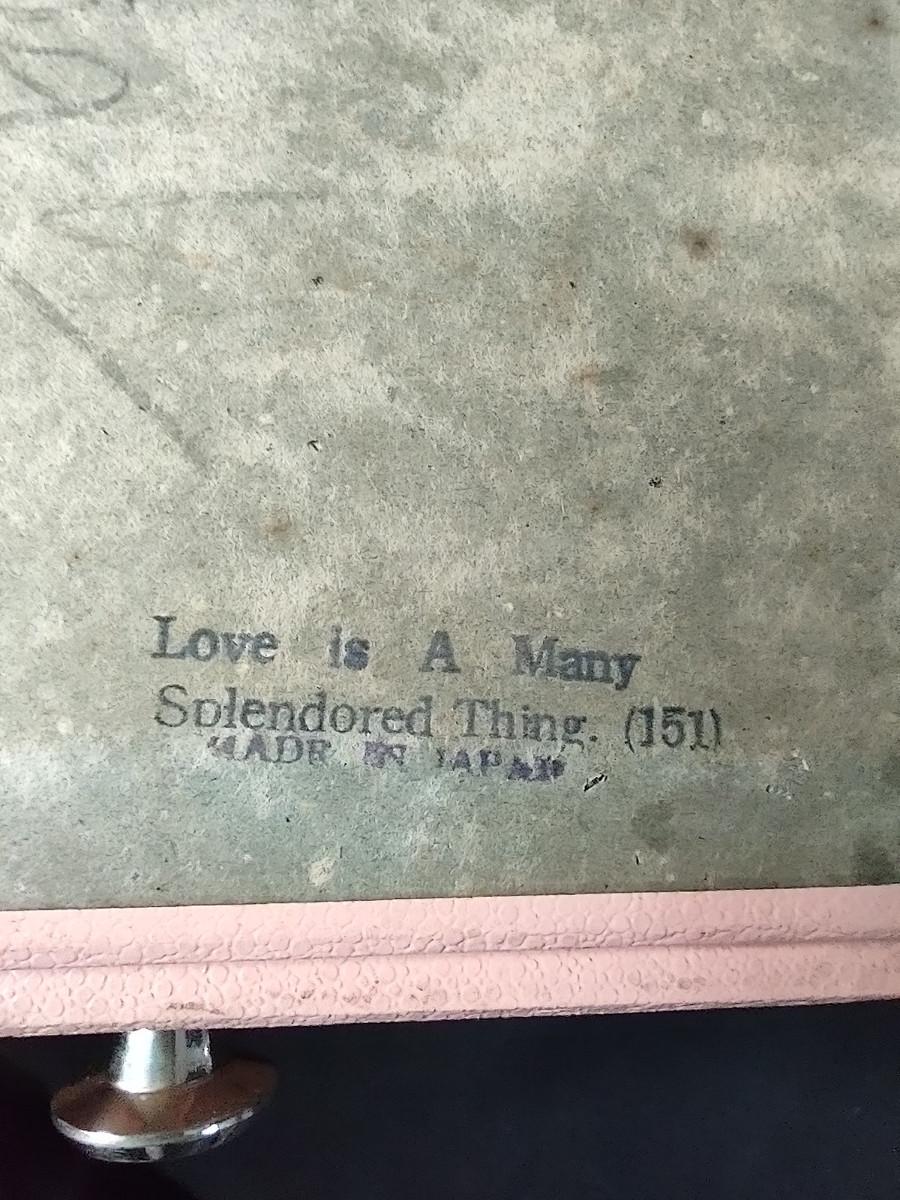 Love is A Many
Splendored Thing. (151)
MADE IN JAPAN